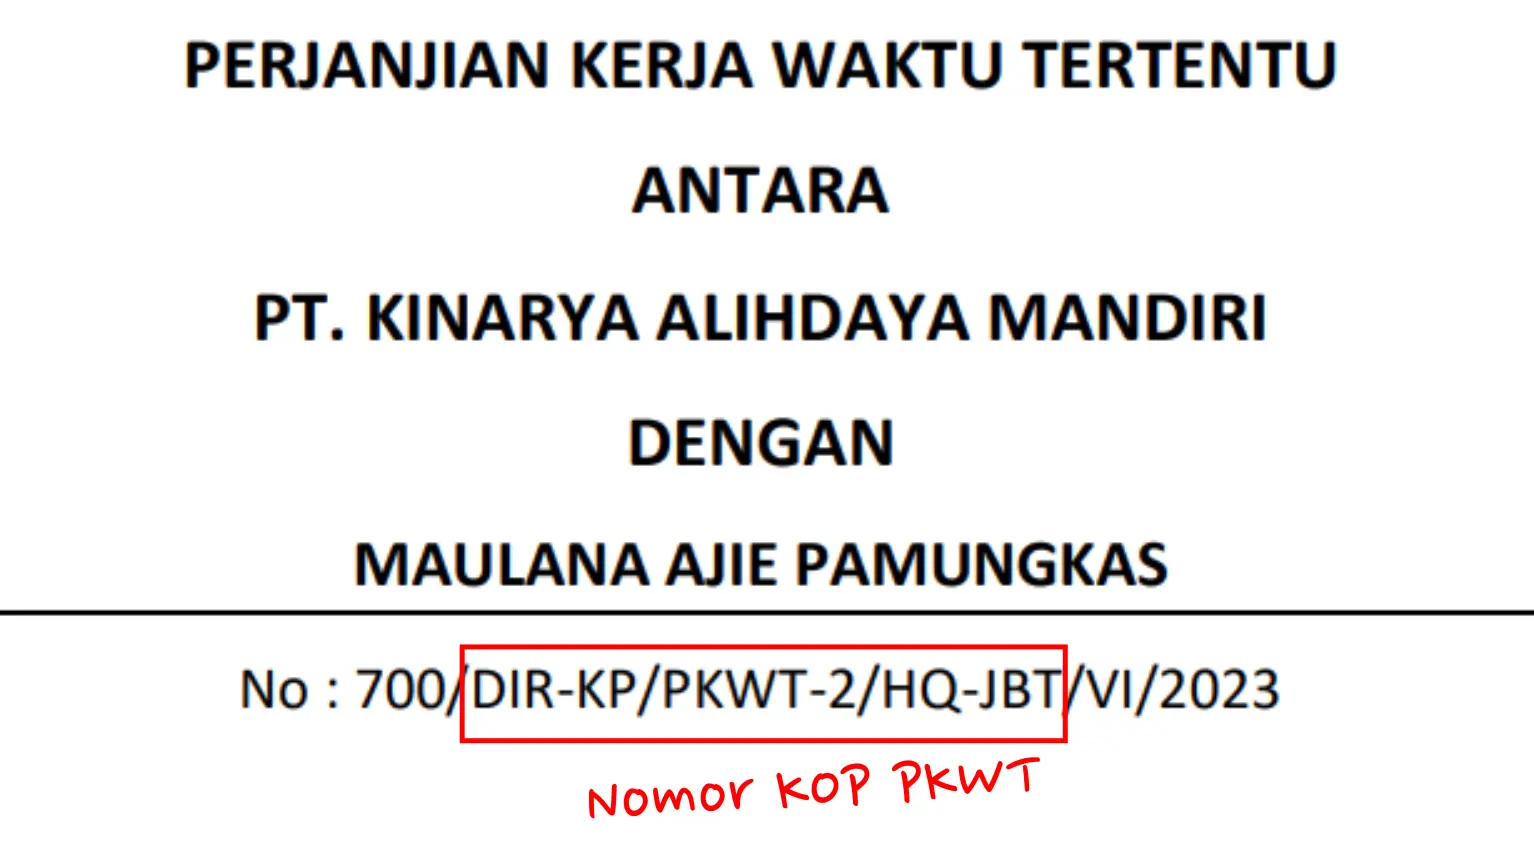 PERJANJIAN KERJA WAKTU TERTENTU
ANTARA
PT. KINARYA ALIHDAYA MANDIRI
DENGAN
MAULANA AJIE PAMUNGKAS
No : 700/DIR-KP/PKWT-2/HQ-JBT/VI/2023
Nomor KOP PKWT